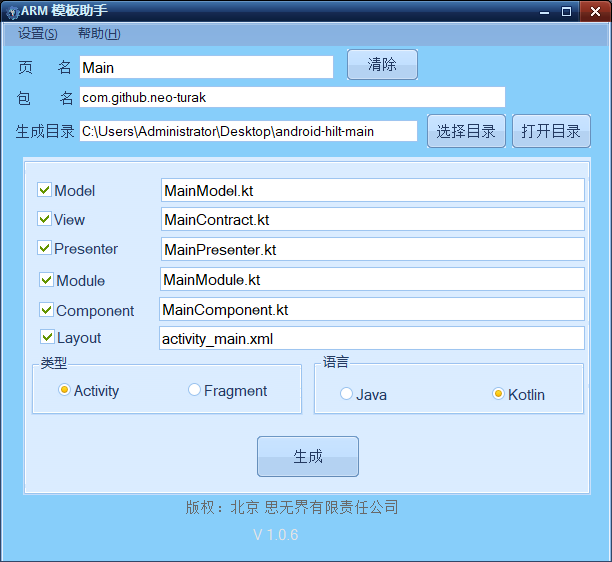 ARM 模板助手
设置(S) 帮助(H)
页 名 Main 清除
包 名 com.github.neo-turak
生成目录 C:\Users\Administrator\Desktop\android-hilt-main 选择目录 打开目录
Model MainModel.kt
View MainContract.kt
Presenter MainPresenter.kt
Module MainModule.kt
Component MainComponent.kt
Layout activity_main.xml
类型 语言
Activity Fragment Java Kotlin
生成
版权：北京 思无界有限责任公司
V 1.0.6